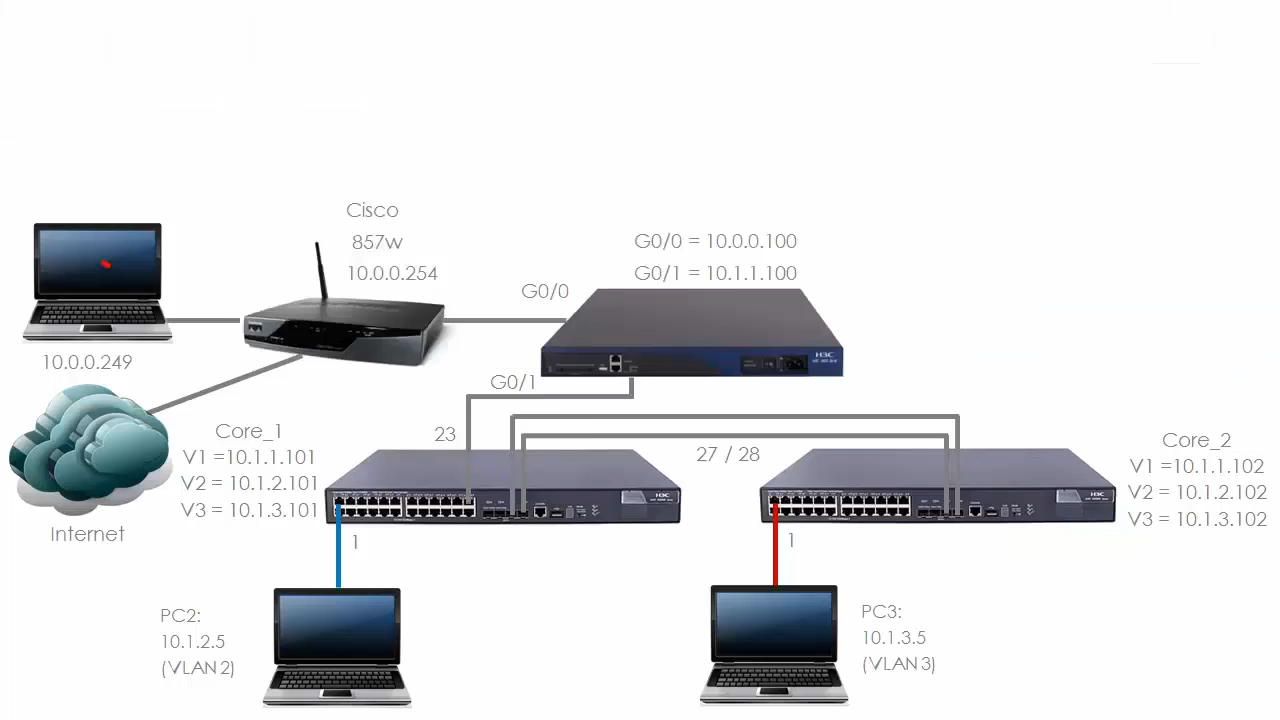 Cisco
857w
10.0.0.254
G0/0 = 10.0.0.100
G0/1 = 10.1.1.100
G0/0
H3C
10.0.0.249
G0/1
Core_1
V1 =10.1.1.101
V2 = 10.1.2.101
V3 = 10.1.3.101
23
27 / 28
Core_2
V1 =10.1.1.102
V2 = 10.1.2.102
V3 = 10.1.3.102
H3C
H3C
Internet
1
1
PC2:
10.1.2.5
(VLAN 2)
PC3:
10.1.3.5
(VLAN 3)